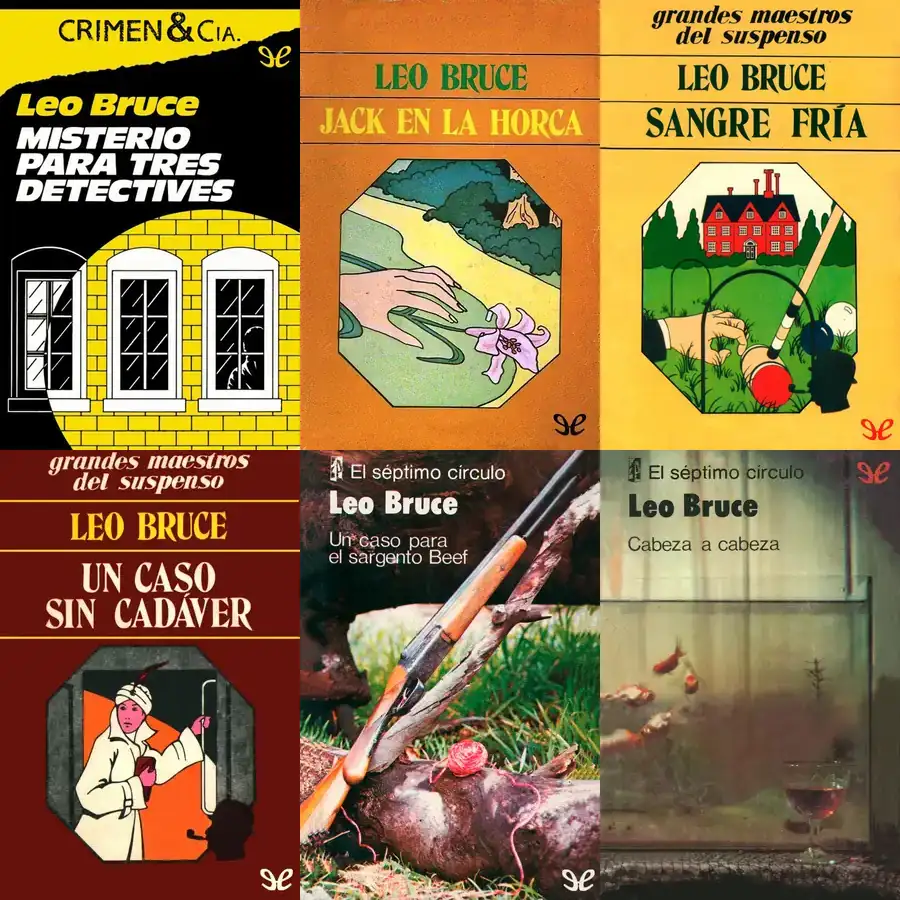 CRIMEN & CIA.
Leo Bruce
MISTERIO
PARA TRES
DETECTIVES
LEO BRUCE
JACK EN LA HORCA
grandes maestros
del suspenso
LEO BRUCE
SANGRE FRÍA
grandes maestros
del suspenso
LEO BRUCE
UN CASO
SIN CADÁVER
El séptimo círculo
Leo Bruce
Un caso para
el sargento Beef
El séptimo círculo
Leo Bruce
Cabeza a cabeza